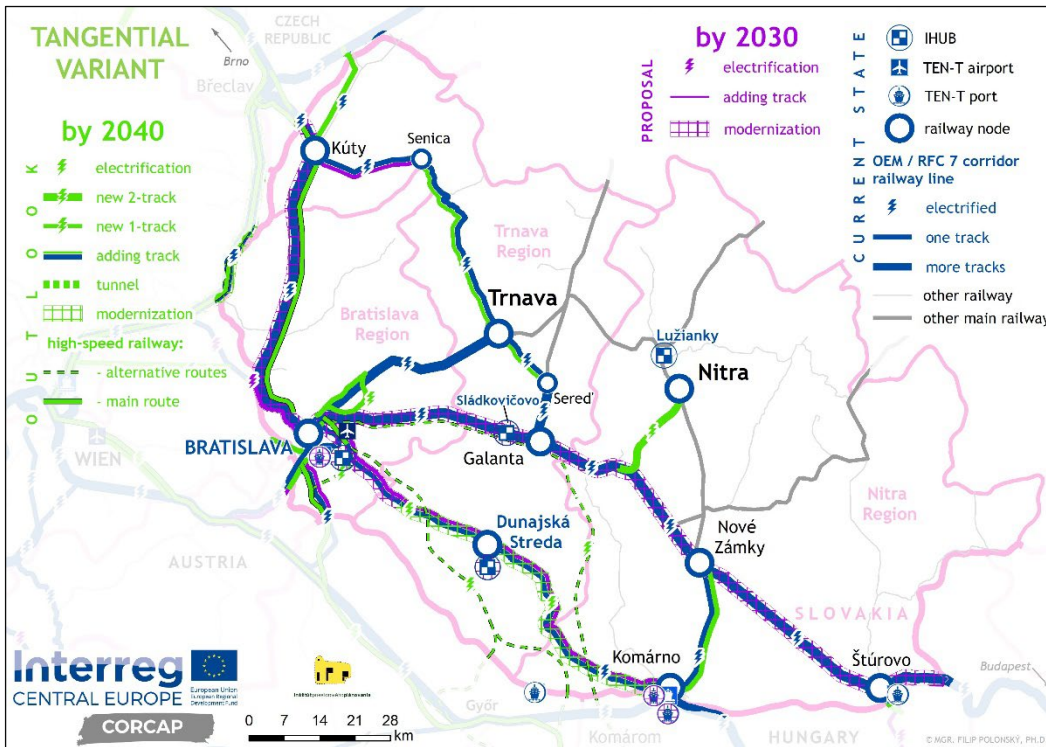 TANGENTIAL
VARIANT
CZECH
REPUBLIC
Brno
Břeclav
by 2040
OUTLOOK
electrification
new 2-track
new 1-track
adding track
tunnel
modernization
high-speed railway:
- alternative routes
- main route
by 2030
PROPOSAL
electrification
adding track
modernization
CURRENT STATE
IHUB
TEN-T airport
TEN-T port
railway node
OEM / RFC 7 corridor
railway line
electrified
one track
more tracks
other railway
other main railway
Kúty
Senica
Trnava
Region
Bratislava
Region
Trnava
Lužianky
Nitra
Sereď
Sládkovičovo
BRATISLAVA
Galanta
WIEN
Nitra
Region
Dunajská
Streda
Nové
Zámky
AUSTRIA
SLOVAKIA
Komárno
Štúrovo
Budapest
Győr
Komárom
HUNGARY
Interreg
CENTRAL EUROPE
European Union
European Regional
Development Fund
CORCAP
0 7 14 21 28
km
© MGR. FILIP POLONSKÝ, PH.D